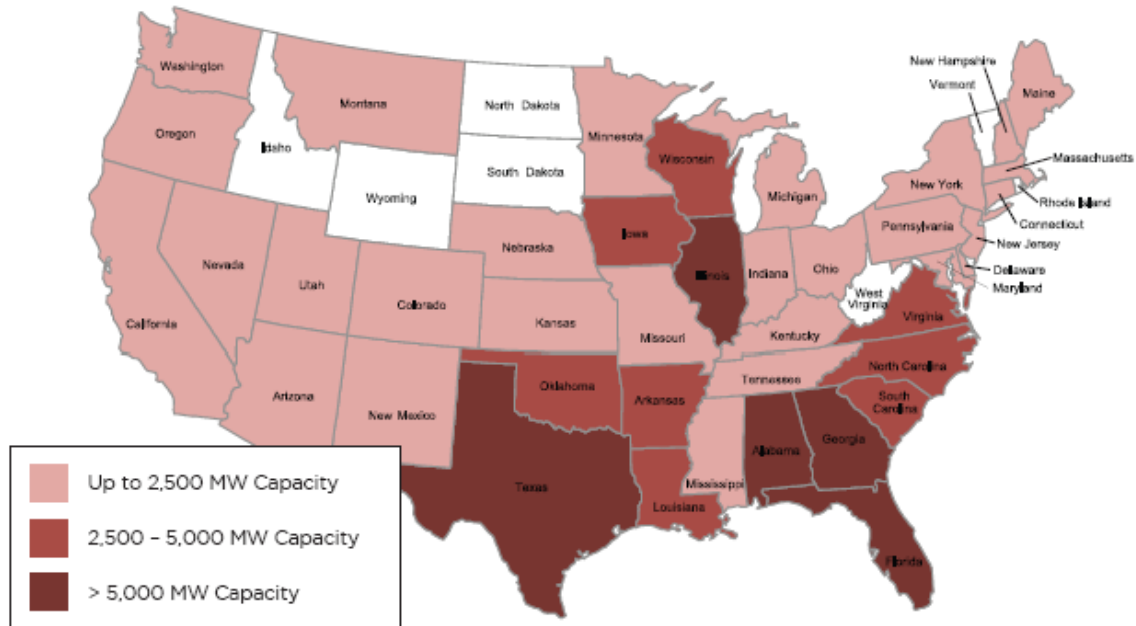 Washington
Oregon
Idaho
Montana
Wyoming
North Dakota
South Dakota
Minnesota
Wisconsin
Michigan
New Hampshire
Vermont
Maine
Massachusetts
New York
Rhode Island
Connecticut
Pennsylvania
New Jersey
Delaware
Maryland
California
Nevada
Utah
Colorado
Nebraska
Kansas
Iowa
Illinois
Indiana
Ohio
West
Virginia
Virginia
Missouri
Kentucky
Tennessee
North Carolina
South
Carolina
Arizona
New Mexico
Oklahoma
Arkansas
Texas
Louisiana
Mississippi
Alabama
Georgia
Florida
Up to 2,500 MW Capacity
2,500 – 5,000 MW Capacity
> 5,000 MW Capacity